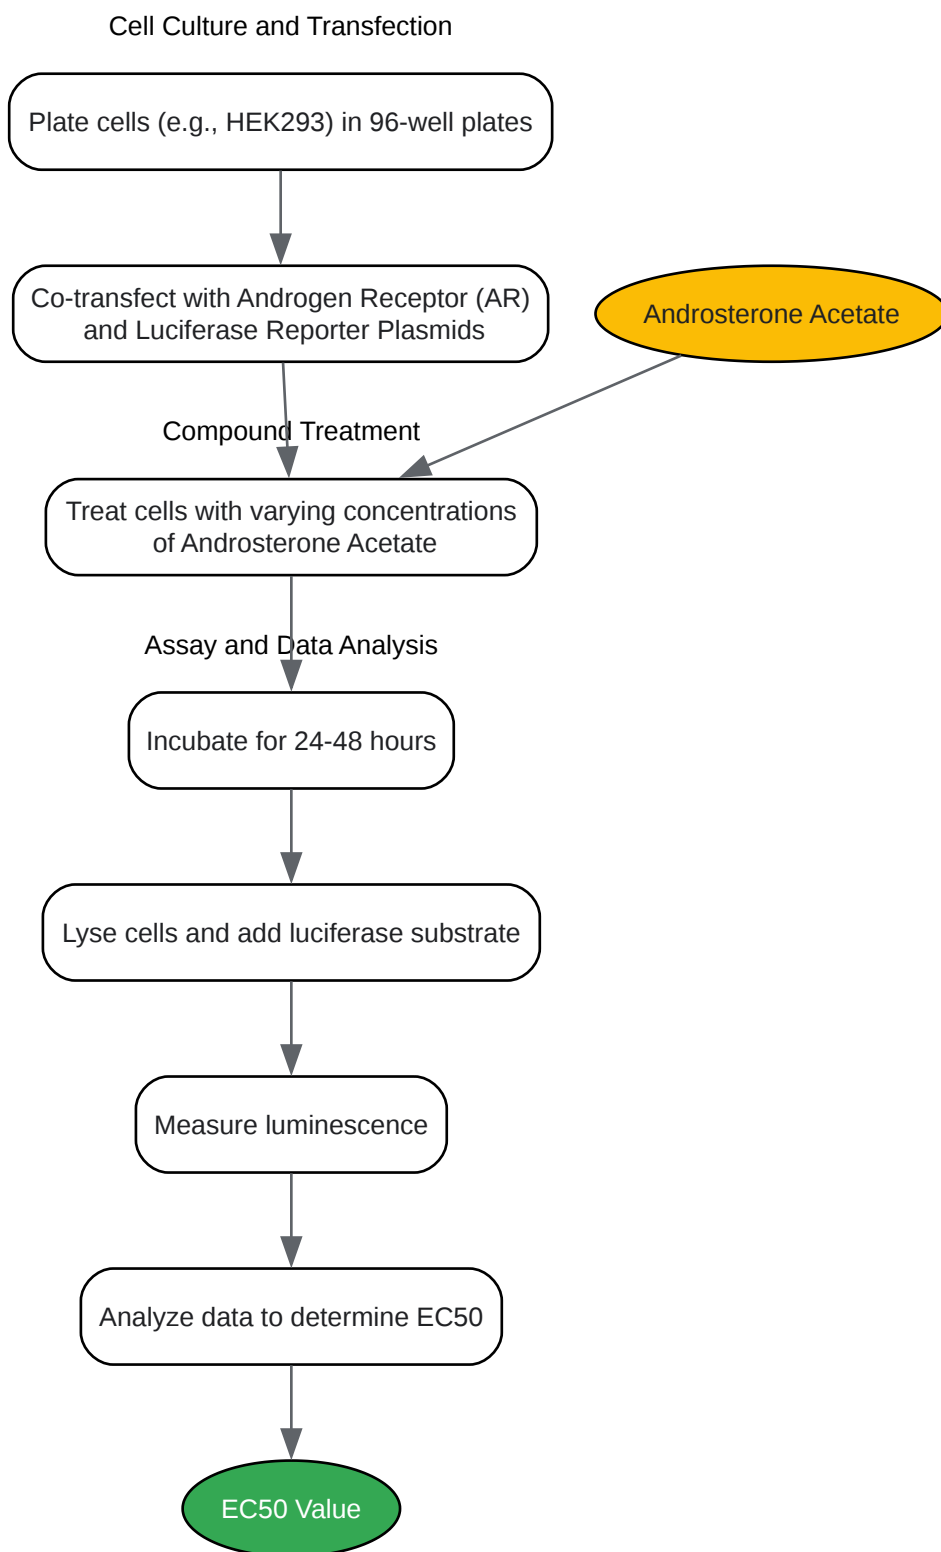 Cell Culture and Transfection
Plate cells (e.g., HEK293) in 96-well plates
Co-transfect with Androgen Receptor (AR)
and Luciferase Reporter Plasmids
Androsterone Acetate
Compound Treatment
Treat cells with varying concentrations
of Androsterone Acetate
Assay and Data Analysis
Incubate for 24-48 hours
Lyse cells and add luciferase substrate
Measure luminescence
Analyze data to determine EC50
EC50 Value